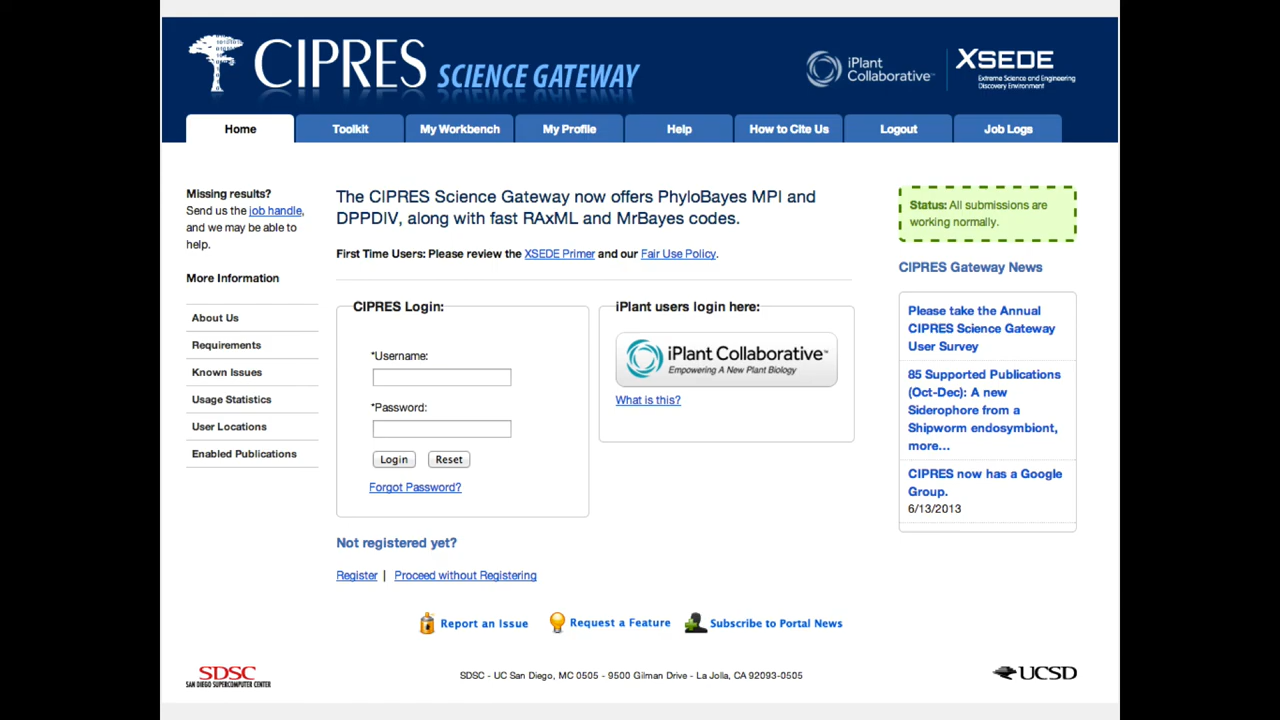 CIPRES SCIENCE GATEWAY
iPlant
Collaborative™
XSEDE
Extreme Science and Engineering
Discovery Environment
Home
Toolkit
My Workbench
My Profile
Help
How to Cite Us
Logout
Job Logs
Missing results?
Send us the job handle,
and we may be able to
help.
More Information
About Us
Requirements
Known Issues
Usage Statistics
User Locations
Enabled Publications
The CIPRES Science Gateway now offers PhyloBayes MPI and
DPPDIV, along with fast RAxML and MrBayes codes.
First Time Users: Please review the XSEDE Primer and our Fair Use Policy.
CIPRES Login:
*Username:
*Password:
Login
Reset
Forgot Password?
iPlant users login here:
iPlant Collaborative™
Empowering A New Plant Biology
What is this?
Not registered yet?
Register | Proceed without Registering
Status: All submissions are
working normally.
CIPRES Gateway News
Please take the Annual
CIPRES Science Gateway
User Survey
85 Supported Publications
(Oct-Dec): A new
Siderophore from a
Shipworm endosymbiont,
more...
CIPRES now has a Google
Group.
6/13/2013
Report an Issue
Request a Feature
Subscribe to Portal News
SDSC
SAN DIEGO SUPERCOMPUTER CENTER
SDSC - UC San Diego, MC 0505 - 9500 Gilman Drive - La Jolla, CA 92093-0505
UCSD